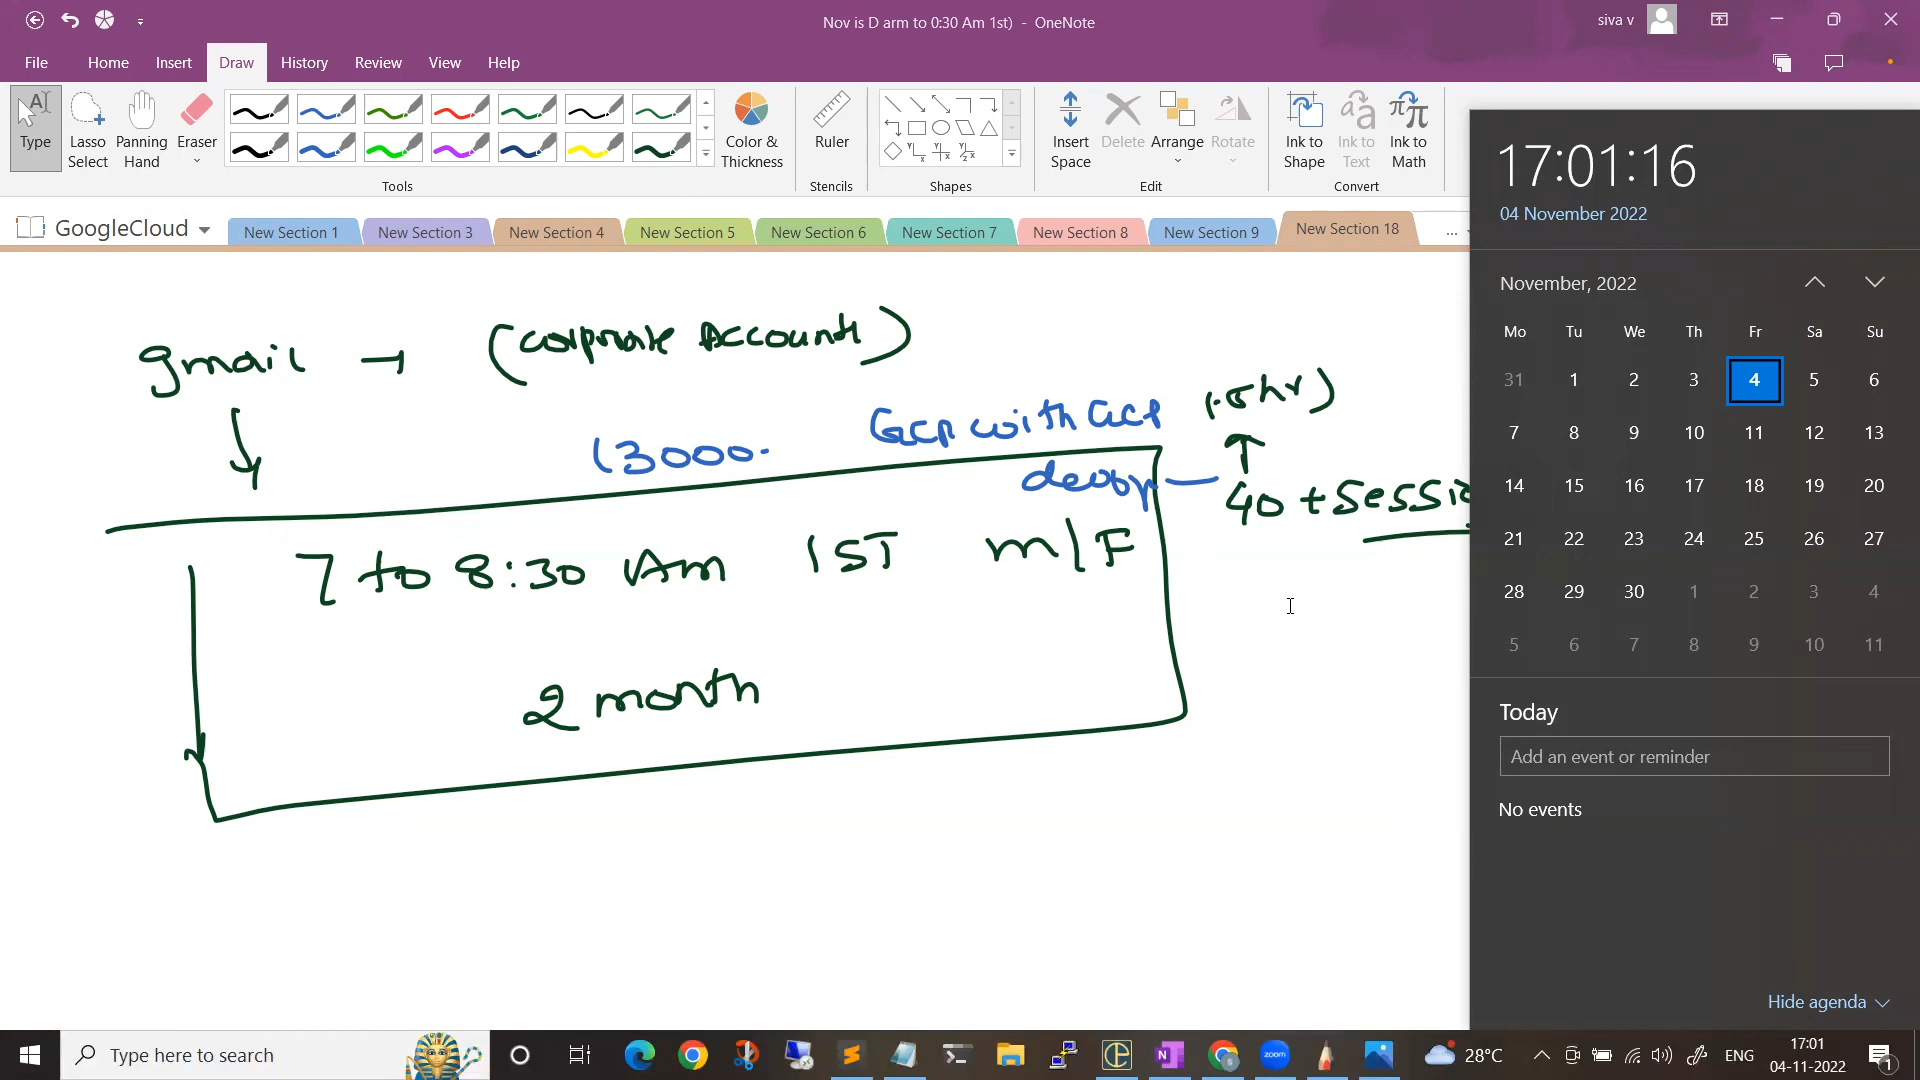 Nov is D arm to 0:30 Am 1st) - OneNote
siva v
File Home Insert Draw History Review View Help
Type
Lasso Select
Panning Hand
Eraser
Color & Thickness
Ruler
Insert Space
Delete
Arrange
Rotate
Ink to Shape
Ink to Text
Ink to Math
Tools
Stencils
Shapes
Edit
Convert
GoogleCloud
New Section 1
New Section 3
New Section 4
New Section 5
New Section 6
New Section 7
New Section 8
New Section 9
New Section 18
...
gmail → (corporate Account)
13000.
GCP with GCP
devop —
(1.5 hr)
40 + Sessio
7 to 8:30 Am IST M/F
2 month
17:01:16
04 November 2022
November, 2022
Mo Tu We Th Fr Sa Su
31 1 2 3 4 5 6
7 8 9 10 11 12 13
14 15 16 17 18 19 20
21 22 23 24 25 26 27
28 29 30 1 2 3 4
5 6 7 8 9 10 11
Today
Add an event or reminder
No events
Hide agenda
Type here to search
zoom
28°C
ENG
17:01
04-11-2022
1